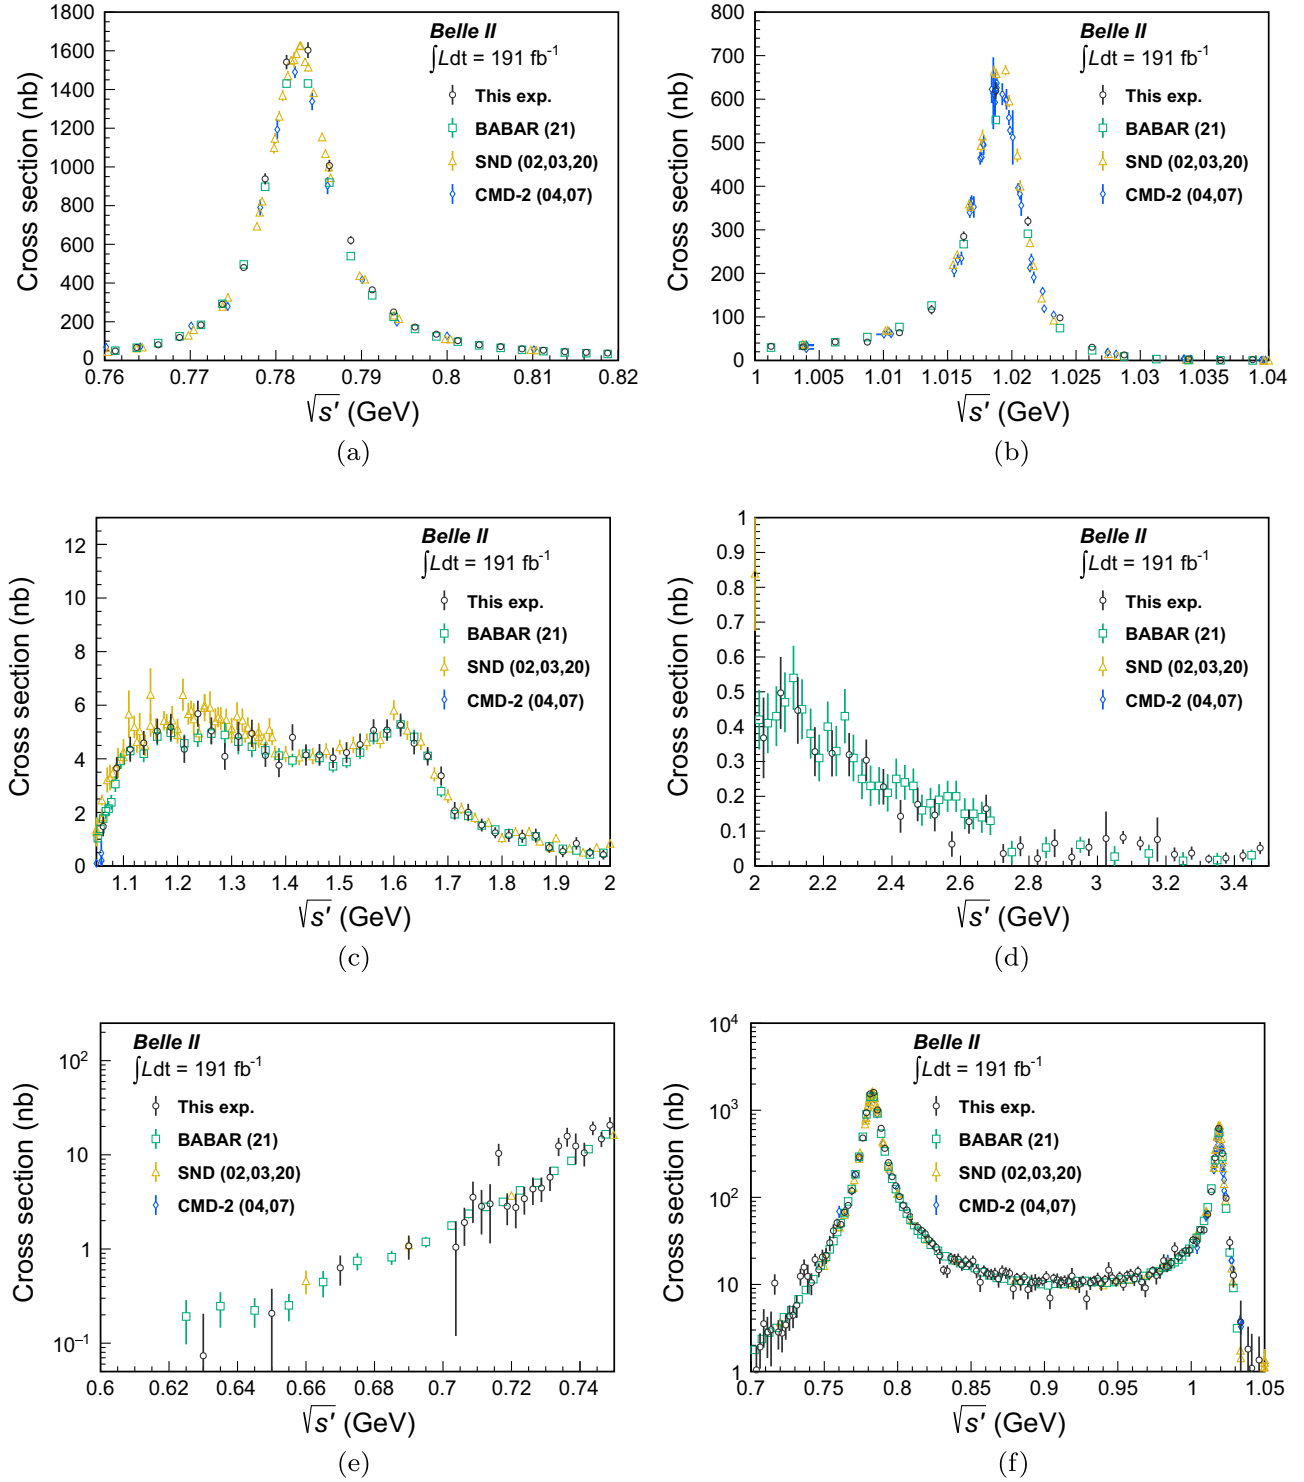 Belle II
∫Ldt = 191 fb⁻¹
This exp.
BABAR (21)
SND (02,03,20)
CMD-2 (04,07)
Cross section (nb)
1800
1600
1400
1200
1000
800
600
400
200
0
0.76 0.77 0.78 0.79 0.8 0.81 0.82
√s′ (GeV)
(a)
Belle II
∫Ldt = 191 fb⁻¹
This exp.
BABAR (21)
SND (02,03,20)
CMD-2 (04,07)
Cross section (nb)
800
700
600
500
400
300
200
100
0
1 1.005 1.01 1.015 1.02 1.025 1.03 1.035 1.04
√s′ (GeV)
(b)
Belle II
∫Ldt = 191 fb⁻¹
This exp.
BABAR (21)
SND (02,03,20)
CMD-2 (04,07)
Cross section (nb)
12
10
8
6
4
2
0
1.1 1.2 1.3 1.4 1.5 1.6 1.7 1.8 1.9 2
√s′ (GeV)
(c)
Belle II
∫Ldt = 191 fb⁻¹
This exp.
BABAR (21)
SND (02,03,20)
CMD-2 (04,07)
Cross section (nb)
1
0.9
0.8
0.7
0.6
0.5
0.4
0.3
0.2
0.1
0
2 2.2 2.4 2.6 2.8 3 3.2 3.4
√s′ (GeV)
(d)
Belle II
∫Ldt = 191 fb⁻¹
This exp.
BABAR (21)
SND (02,03,20)
CMD-2 (04,07)
Cross section (nb)
10²
10
1
10⁻¹
0.6 0.62 0.64 0.66 0.68 0.7 0.72 0.74
√s′ (GeV)
(e)
Belle II
∫Ldt = 191 fb⁻¹
This exp.
BABAR (21)
SND (02,03,20)
CMD-2 (04,07)
Cross section (nb)
10⁴
10³
10²
10
1
0.7 0.75 0.8 0.85 0.9 0.95 1 1.05
√s′ (GeV)
(f)